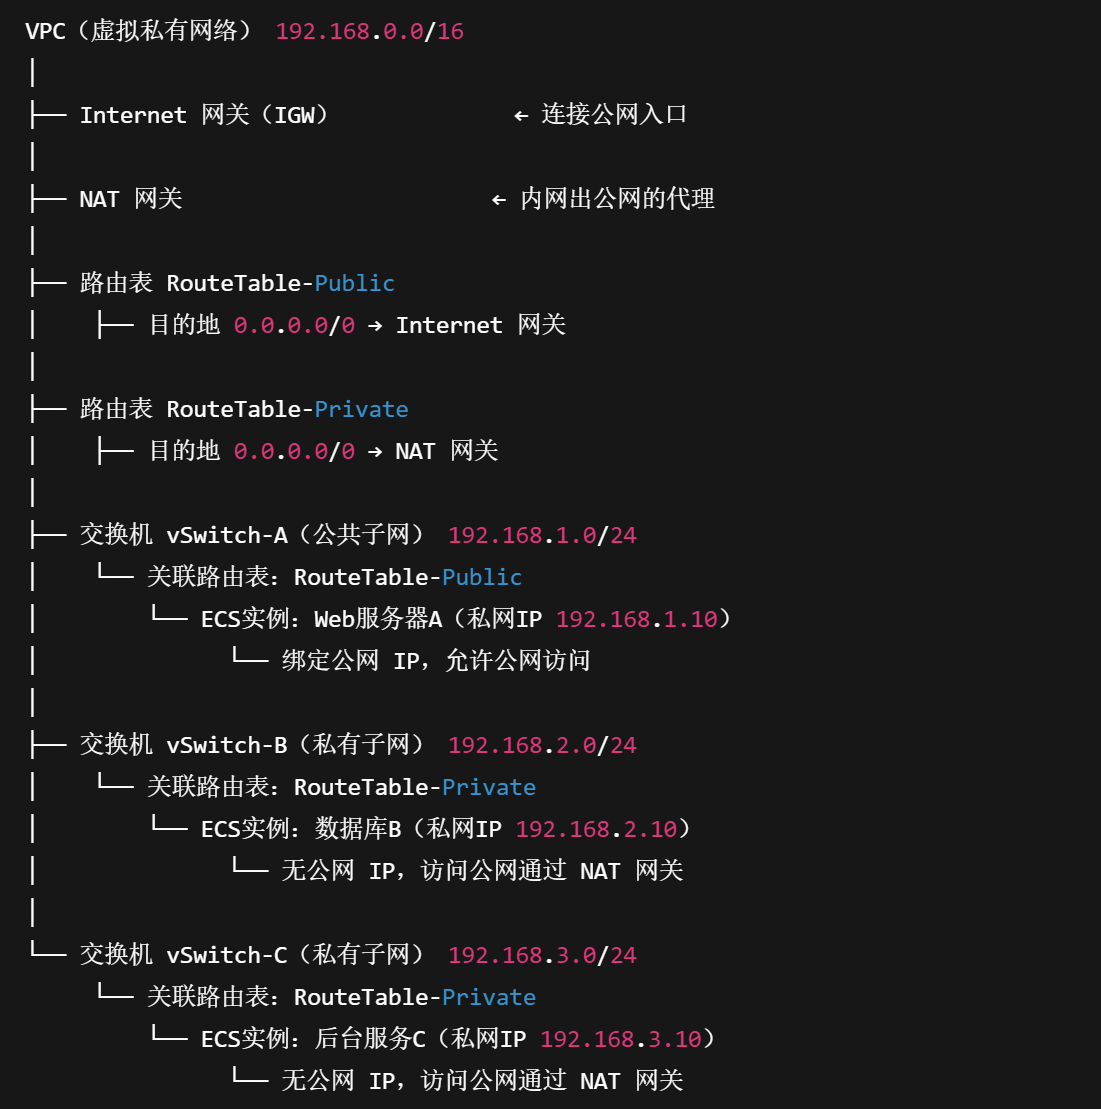 VPC（虚拟私有网络） 192.168.0.0/16
│
├── Internet 网关（IGW）             ← 连接公网入口
│
├── NAT 网关                       ← 内网出公网的代理
│
├── 路由表 RouteTable-Public
│    ├── 目的地 0.0.0.0/0 → Internet 网关
│
├── 路由表 RouteTable-Private
│    ├── 目的地 0.0.0.0/0 → NAT 网关
│
├── 交换机 vSwitch-A（公共子网） 192.168.1.0/24
│    └── 关联路由表：RouteTable-Public
│        └── ECS实例：Web服务器A（私网IP 192.168.1.10）
│              └── 绑定公网 IP，允许公网访问
│
├── 交换机 vSwitch-B（私有子网） 192.168.2.0/24
│    └── 关联路由表：RouteTable-Private
│        └── ECS实例：数据库B（私网IP 192.168.2.10）
│              └── 无公网 IP，访问公网通过 NAT 网关
│
└── 交换机 vSwitch-C（私有子网） 192.168.3.0/24
     └── 关联路由表：RouteTable-Private
         └── ECS实例：后台服务C（私网IP 192.168.3.10）
               └── 无公网 IP，访问公网通过 NAT 网关